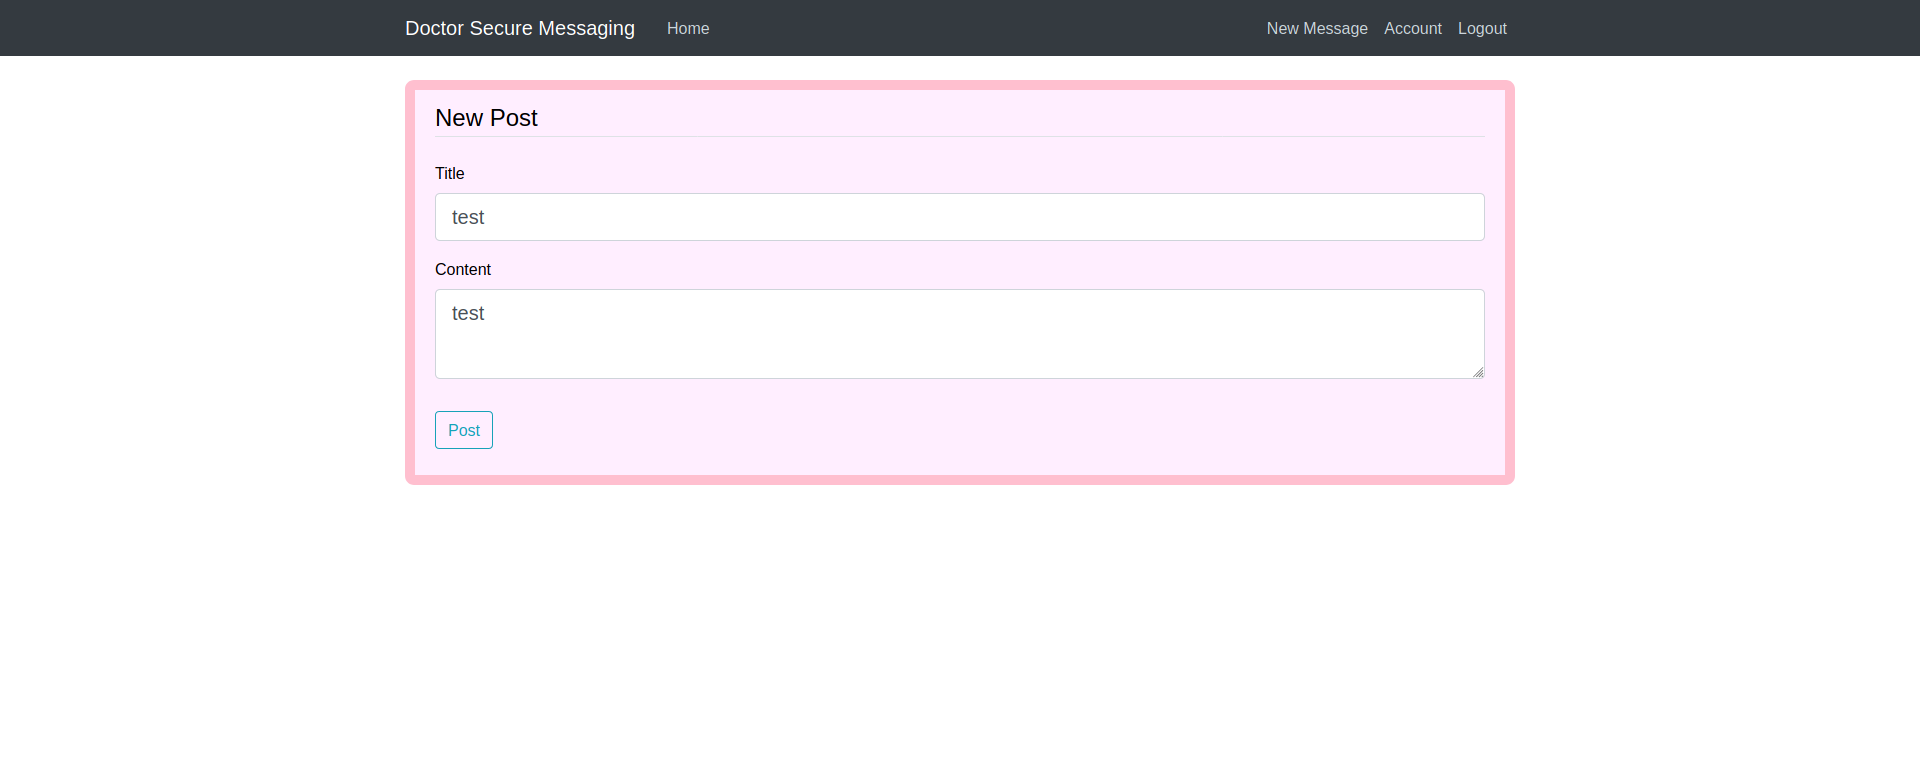 Doctor Secure Messaging Home New Message Account Logout
New Post
Title
test
Content
test
Post